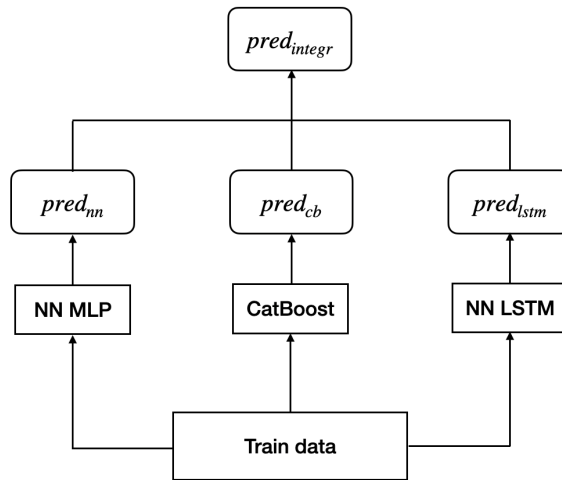 pred_integr
pred_nn
pred_cb
pred_lstm
NN MLP
CatBoost
NN LSTM
Train data